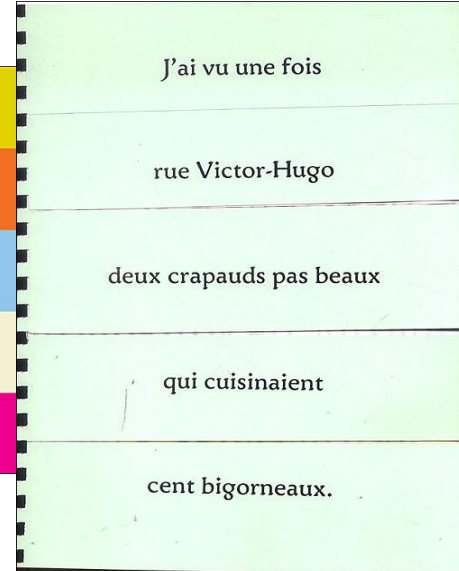 J'ai vu une fois
rue Victor-Hugo
deux crapauds pas beaux
qui cuisinaient
cent bigorneaux.